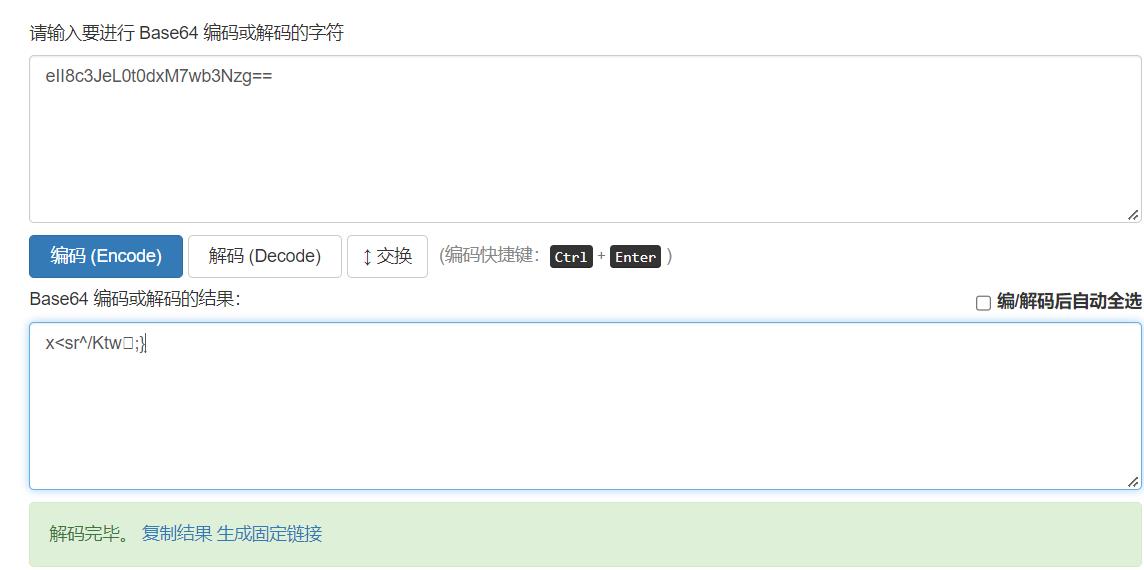 请输入要进行 Base64 编码或解码的字符
eII8c3JeL0t0dxM7wb3Nzg==
编码 (Encode) 解码 (Decode) ↕ 交换 (编码快捷键： Ctrl + Enter )
Base64 编码或解码的结果：
编/解码后自动全选
x<sr^/Ktw□;}
解码完毕。 复制结果 生成固定链接